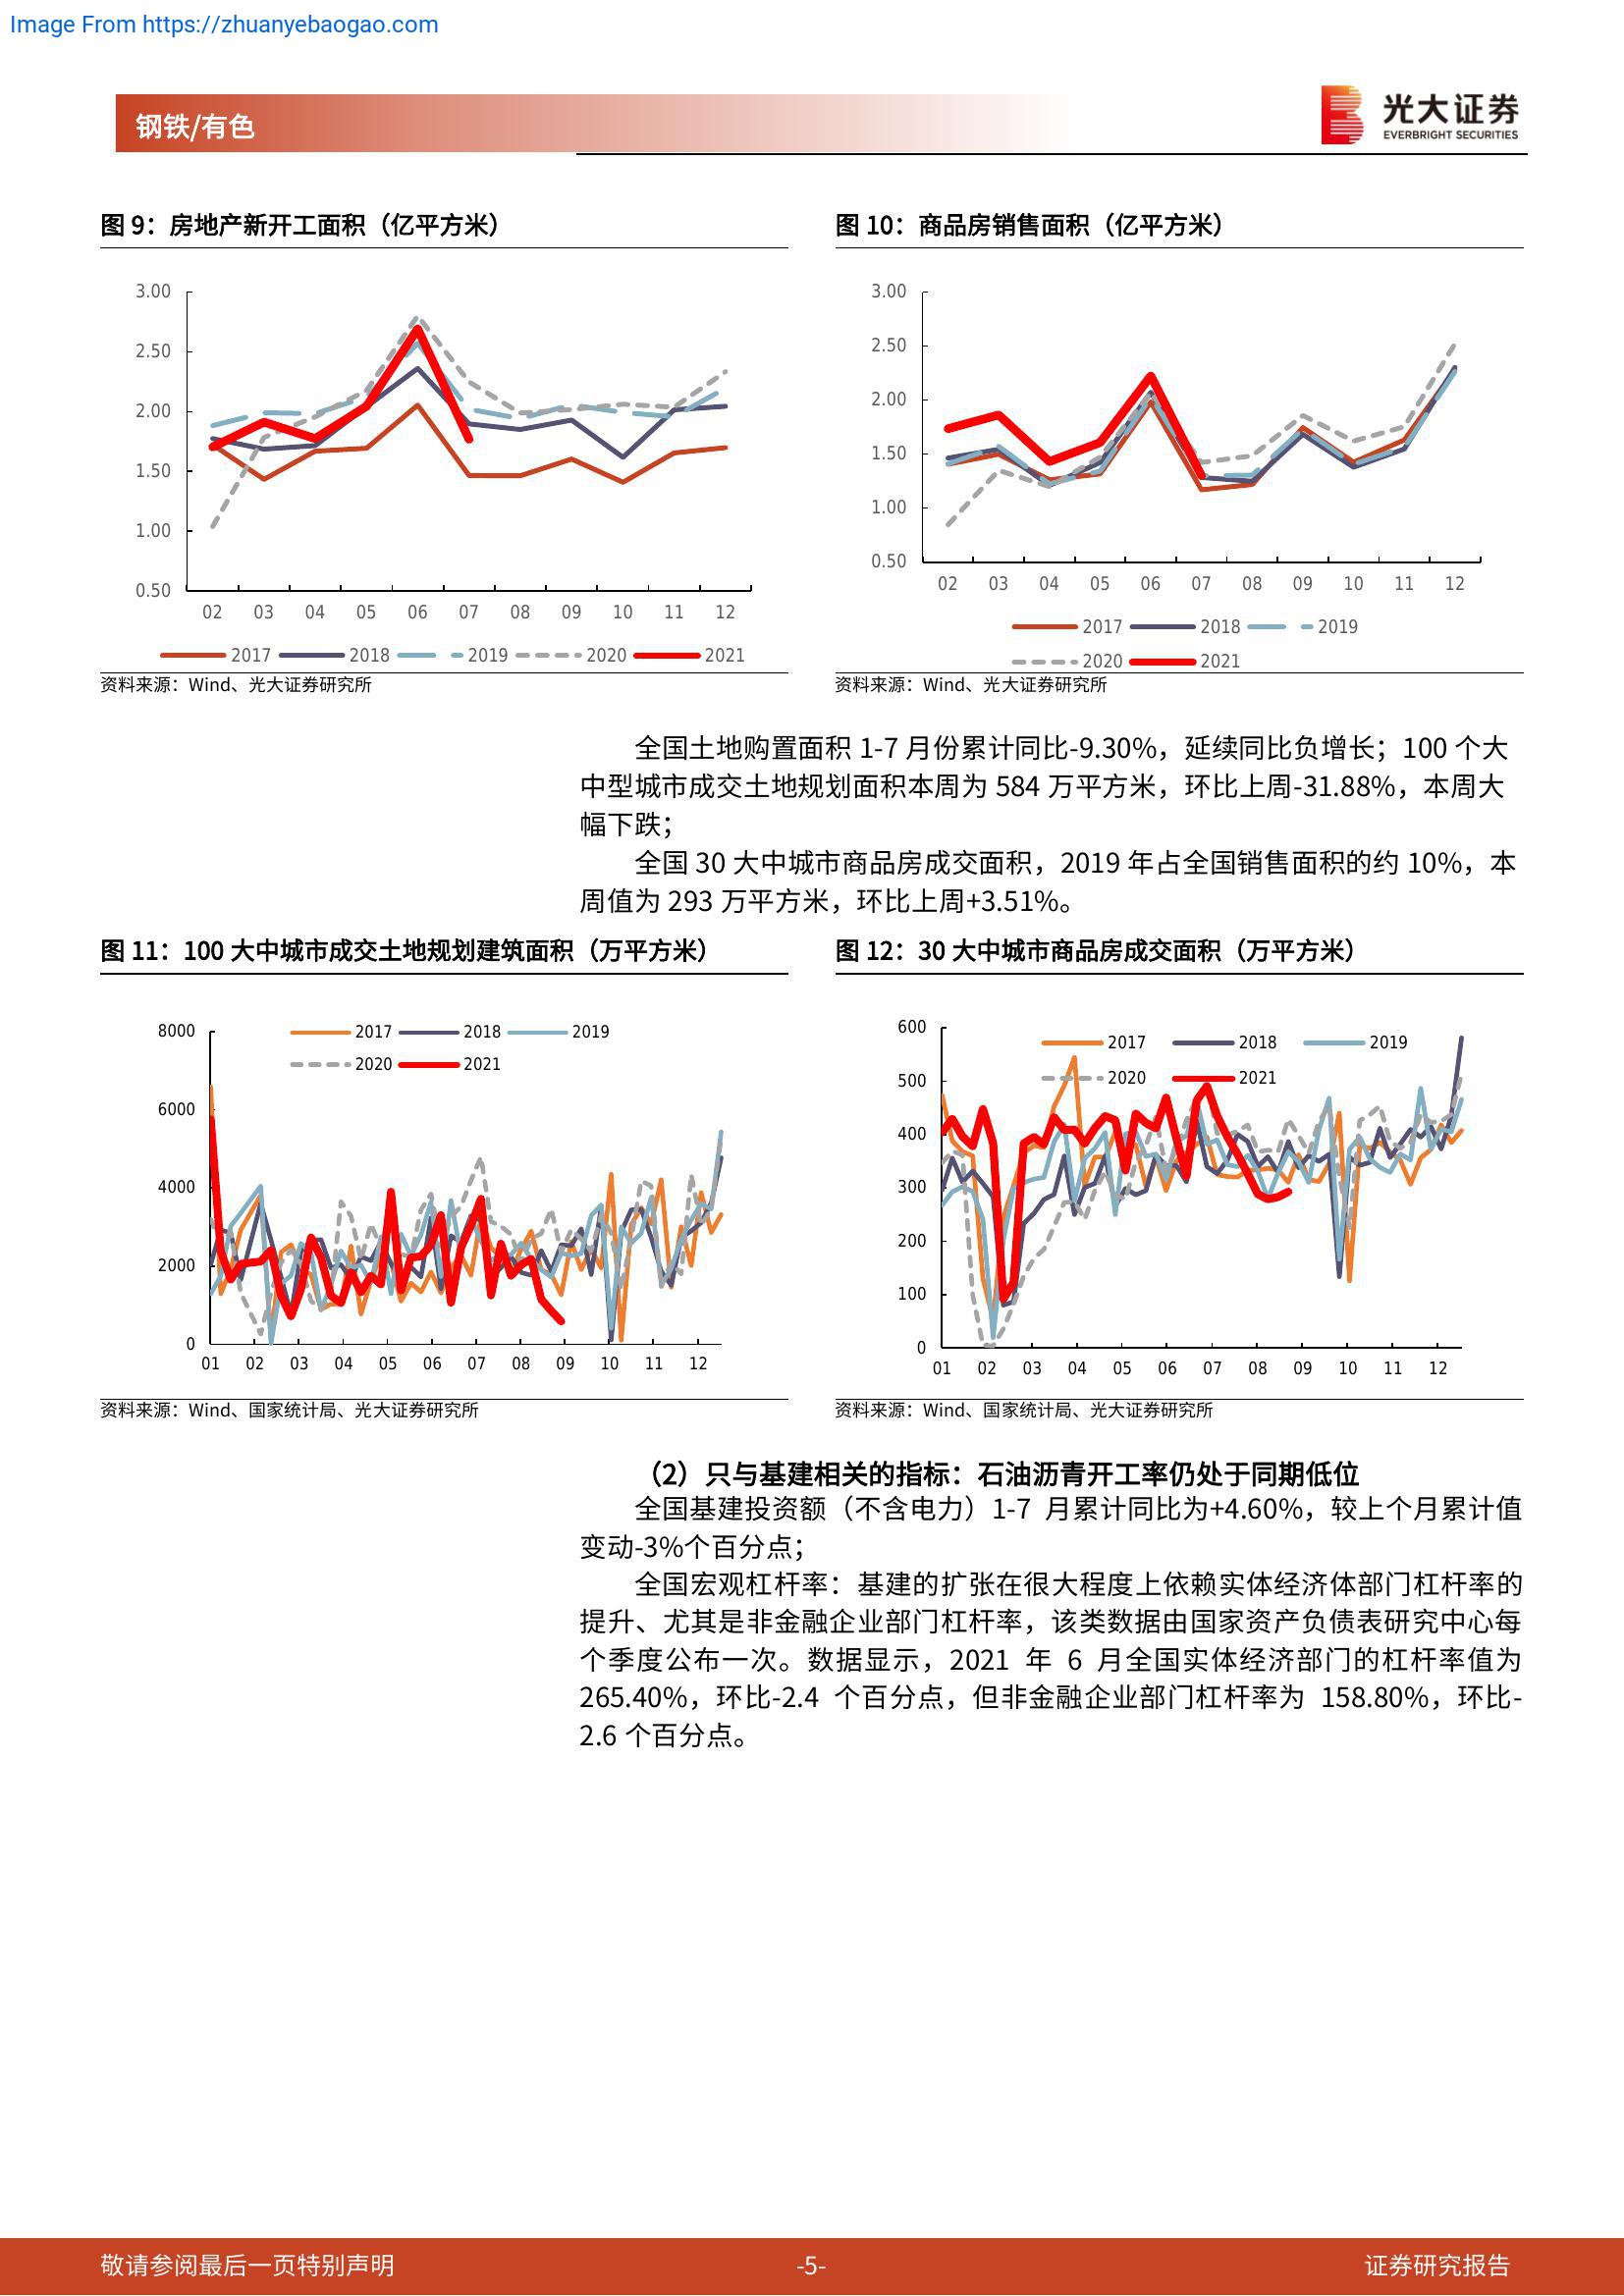 Image From https://zhuanyebaogao.com
钢铁/有色
光大证券
EVERBRIGHT SECURITIES
图 9：房地产新开工面积（亿平方米）
3.00
2.50
2.00
1.50
1.00
0.50
02 03 04 05 06 07 08 09 10 11 12
2017 2018 2019 2020 2021
资料来源：Wind、光大证券研究所
图 10：商品房销售面积（亿平方米）
3.00
2.50
2.00
1.50
1.00
0.50
02 03 04 05 06 07 08 09 10 11 12
2017 2018 2019
2020 2021
资料来源：Wind、光大证券研究所
全国土地购置面积 1-7 月份累计同比-9.30%，延续同比负增长；100 个大
中型城市成交土地规划面积本周为 584 万平方米，环比上周-31.88%，本周大
幅下跌；
全国 30 大中城市商品房成交面积，2019 年占全国销售面积的约 10%，本
周值为 293 万平方米，环比上周+3.51%。
图 11：100 大中城市成交土地规划建筑面积（万平方米）
8000
6000
4000
2000
0
2017 2018 2019
2020 2021
01 02 03 04 05 06 07 08 09 10 11 12
资料来源：Wind、国家统计局、光大证券研究所
图 12：30 大中城市商品房成交面积（万平方米）
600
500
400
300
200
100
0
2017 2018 2019
2020 2021
01 02 03 04 05 06 07 08 09 10 11 12
资料来源：Wind、国家统计局、光大证券研究所
（2）只与基建相关的指标：石油沥青开工率仍处于同期低位
全国基建投资额（不含电力）1-7 月累计同比为+4.60%，较上个月累计值
变动-3%个百分点；
全国宏观杠杆率：基建的扩张在很大程度上依赖实体经济体部门杠杆率的
提升、尤其是非金融企业部门杠杆率，该类数据由国家资产负债表研究中心每
个季度公布一次。数据显示，2021 年 6 月全国实体经济部门的杠杆率值为
265.40%，环比-2.4 个百分点，但非金融企业部门杠杆率为 158.80%，环比-
2.6 个百分点。
敬请参阅最后一页特别声明
-5-
证券研究报告